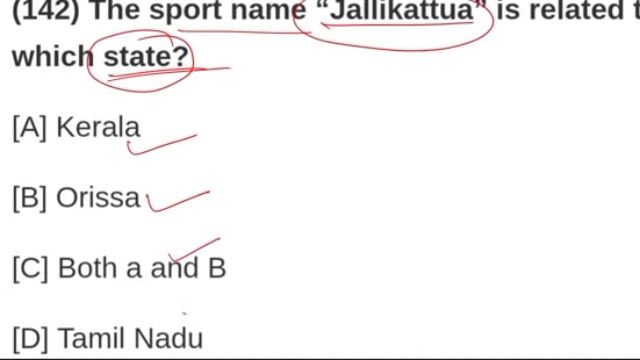 (142) The sport name “Jallikattua” is related
which state?
[A] Kerala
[B] Orissa
[C] Both a and B
[D] Tamil Nadu